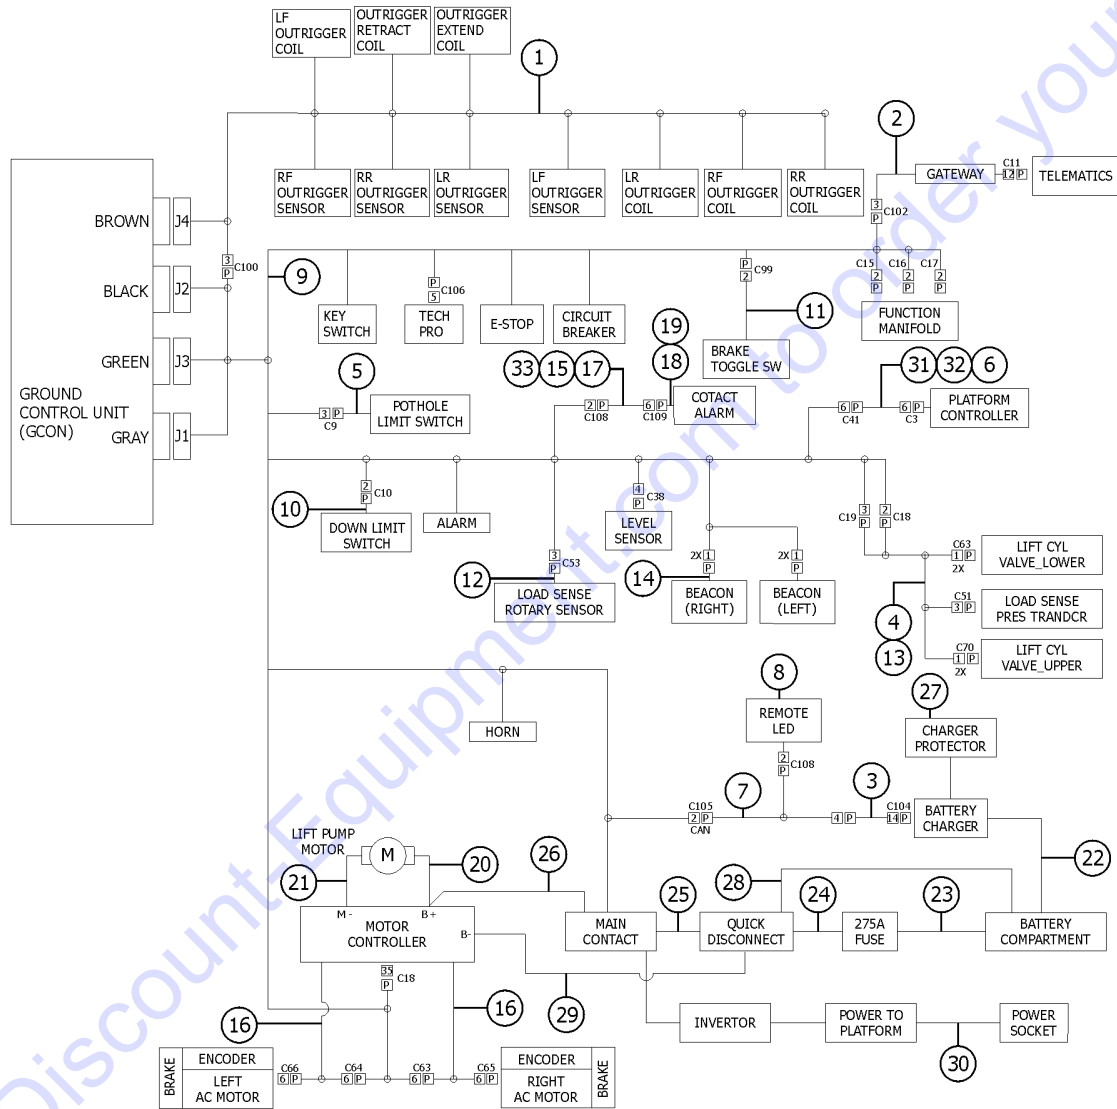 LF
OUTRIGGER
COIL
OUTRIGGER
RETRACT
COIL
OUTRIGGER
EXTEND
COIL
1
2
RF
OUTRIGGER
SENSOR
RR
OUTRIGGER
SENSOR
LR
OUTRIGGER
SENSOR
LF
OUTRIGGER
SENSOR
LR
OUTRIGGER
COIL
RF
OUTRIGGER
COIL
RR
OUTRIGGER
COIL
GATEWAY
C11
12 P
TELEMATICS
3
P
C102
BROWN
J4
BLACK
J2
GREEN
J3
GRAY
J1
GROUND
CONTROL UNIT
(GCON)
3
P
C100
9
KEY
SWITCH
P
5
C106
TECH
PRO
E-STOP
CIRCUIT
BREAKER
P
2
C99
11
BRAKE
TOGGLE SW
C15
2
P
C16
2
P
C17
2
P
FUNCTION
MANIFOLD
5
3 P
C9
POTHOLE
LIMIT SWITCH
33
15
17
19
18
2 P
C108
6 P
C109
COTACT
ALARM
31
32
6
6 P
C41
6 P
C3
PLATFORM
CONTROLLER
2
P
C10
10
DOWN LIMIT
SWITCH
ALARM
3
P
C53
12
LOAD SENSE
ROTARY SENSOR
4
P
C38
LEVEL
SENSOR
2X
1
P
14
BEACON
(RIGHT)
2X
1
P
BEACON
(LEFT)
C19
3
P
2
P
C18
C63
1 P
2X
LIFT CYL
VALVE_LOWER
4
13
C51
3 P
LOAD SENSE
PRES TRANDCR
C70
1 P
2X
LIFT CYL
VALVE_UPPER
HORN
8
REMOTE
LED
2
P
C108
27
CHARGER
PROTECTOR
C105
2 P
CAN
7
4 P
3
C104
14 P
BATTERY
CHARGER
22
LIFT PUMP
MOTOR
M
21
20
26
M -
B+
B-
MOTOR
CONTROLLER
MAIN
CONTACT
25
28
QUICK
DISCONNECT
24
275A
FUSE
23
BATTERY
COMPARTMENT
35
P
C18
16
16
29
INVERTOR
POWER TO
PLATFORM
30
POWER
SOCKET
BRAKE
ENCODER
LEFT
AC MOTOR
C66
6 P
C64
6 P
C63
6 P
C65
6 P
ENCODER
RIGHT
AC MOTOR
BRAKE
Discount-Equipment.com to order your